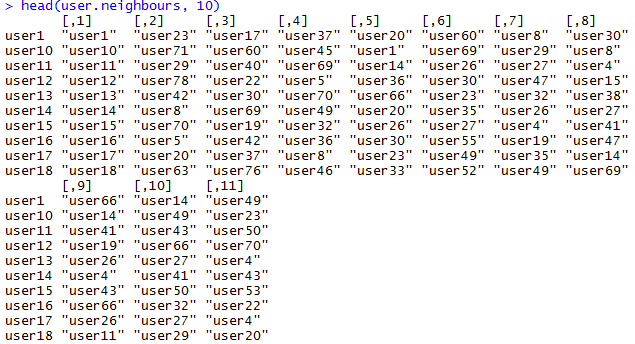 > head(user.neighbours, 10)
       [,1]     [,2]     [,3]     [,4]     [,5]     [,6]     [,7]     [,8]
user1  "user1"  "user23" "user17" "user37" "user20" "user60" "user8"  "user30"
user10 "user10" "user71" "user60" "user45" "user1"  "user69" "user29" "user8"
user11 "user11" "user29" "user40" "user69" "user14" "user26" "user27" "user4"
user12 "user12" "user78" "user22" "user5"  "user36" "user30" "user47" "user15"
user13 "user13" "user42" "user30" "user70" "user66" "user23" "user32" "user38"
user14 "user14" "user8"  "user69" "user49" "user20" "user35" "user26" "user27"
user15 "user15" "user70" "user19" "user32" "user26" "user27" "user4"  "user41"
user16 "user16" "user5"  "user42" "user36" "user30" "user55" "user19" "user47"
user17 "user17" "user20" "user37" "user8"  "user23" "user49" "user35" "user14"
user18 "user18" "user63" "user76" "user46" "user33" "user52" "user49" "user69"
       [,9]     [,10]    [,11]
user1  "user66" "user14" "user49"
user10 "user14" "user49" "user23"
user11 "user41" "user43" "user50"
user12 "user19" "user66" "user70"
user13 "user26" "user27" "user4"
user14 "user4"  "user41" "user43"
user15 "user43" "user50" "user53"
user16 "user66" "user32" "user22"
user17 "user26" "user27" "user4"
user18 "user11" "user29" "user20"